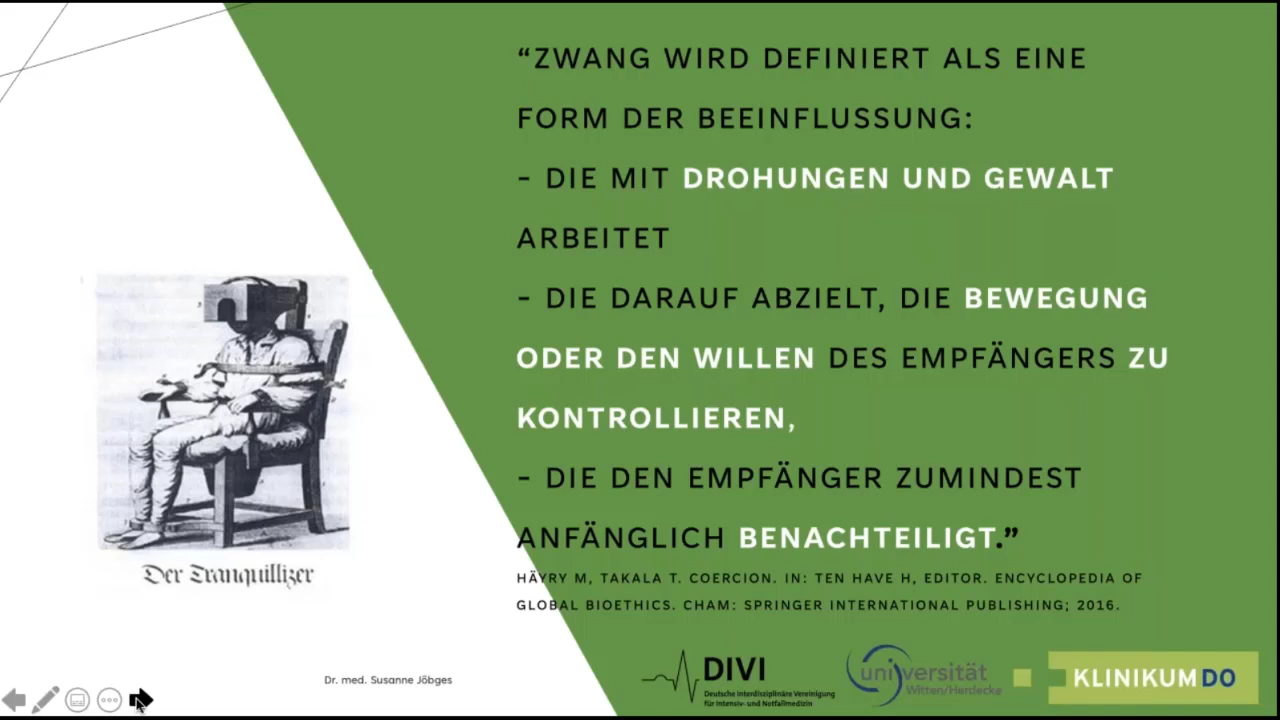 “ZWANG WIRD DEFINIERT ALS EINE
FORM DER BEEINFLUSSUNG:
- DIE MIT DROHUNGEN UND GEWALT
ARBEITET
- DIE DARAUF ABZIELT, DIE BEWEGUNG
ODER DEN WILLEN DES EMPFÄNGERS ZU
KONTROLLIEREN,
- DIE DEN EMPFÄNGER ZUMINDEST
ANFÄNGLICH BENACHTEILIGT.”
HÄYRY M, TAKALA T. COERCION. IN: TEN HAVE H, EDITOR. ENCYCLOPEDIA OF
GLOBAL BIOETHICS. CHAM: SPRINGER INTERNATIONAL PUBLISHING; 2016.
Der Tranquillizer
Dr. med. Susanne Jöbges
DIVI
Deutsche Interdisziplinäre Vereinigung
für Intensiv- und Notfallmedizin
universität
Witten/Herdecke
KLINIKUMDO